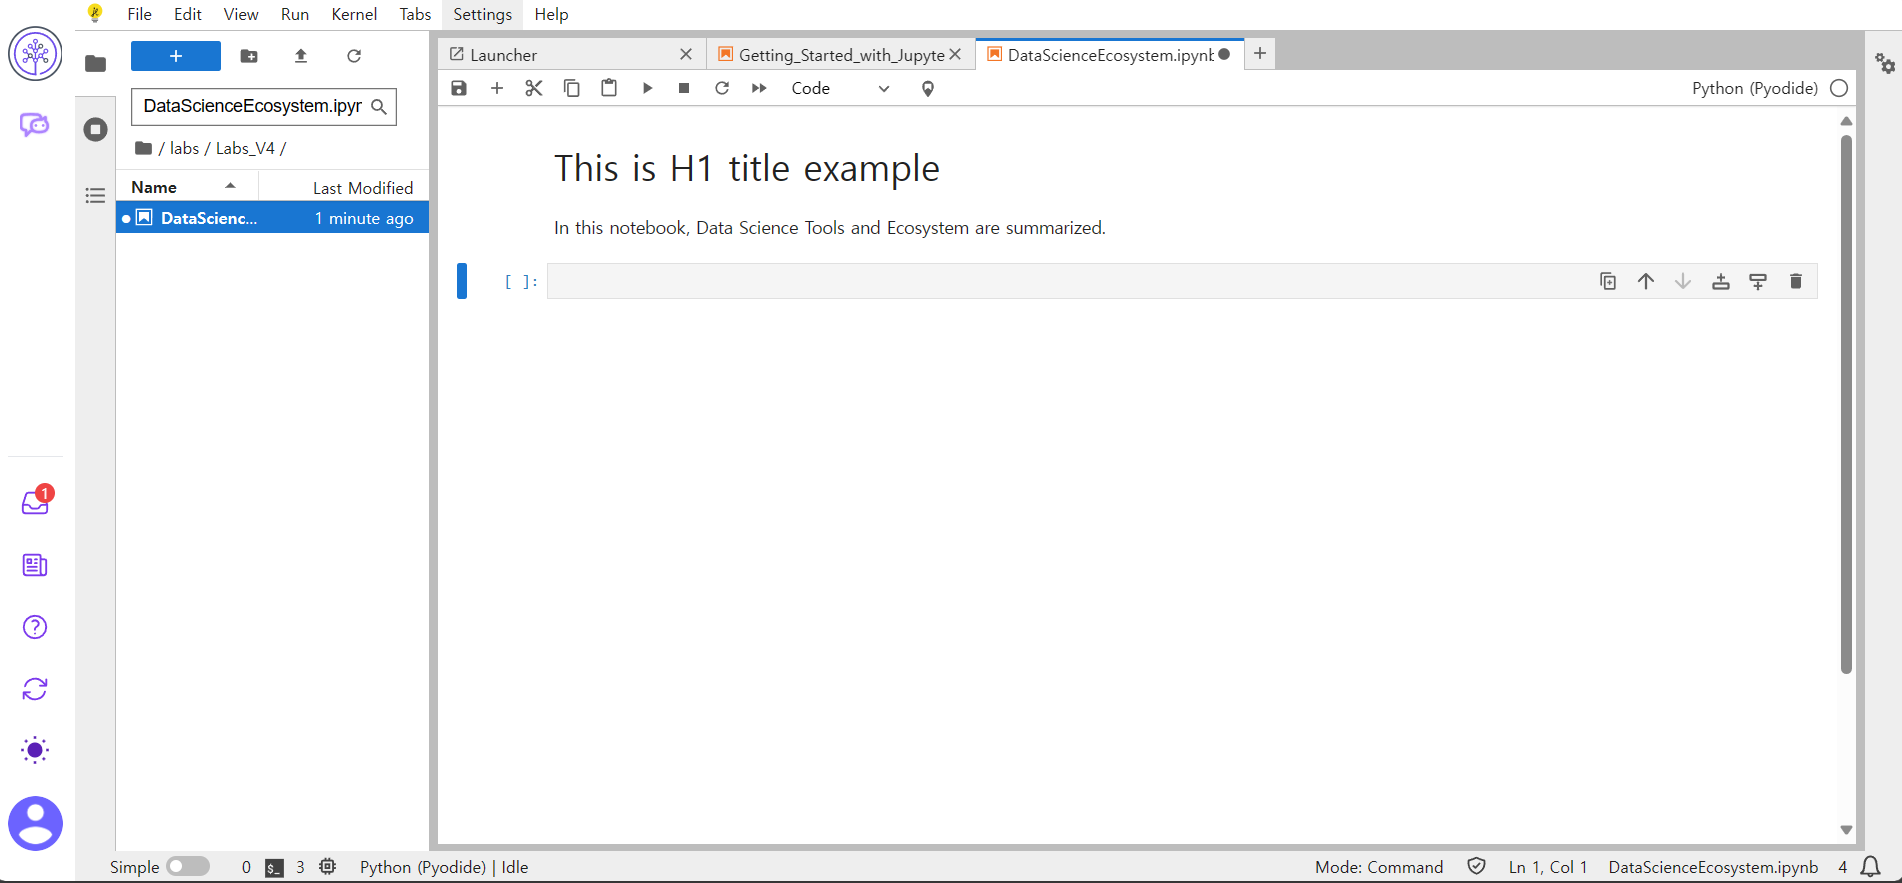 File Edit View Run Kernel Tabs Settings Help
+
Launcher
Getting_Started_with_Jupyte
DataScienceEcosystem.ipynb
DataScienceEcosystem.ipyr
Code
Python (Pyodide)
/ labs / Labs_V4 /
Name Last Modified
DataScienc... 1 minute ago
This is H1 title example
In this notebook, Data Science Tools and Ecosystem are summarized.
[ ]:
1
Simple 0 $_ 3 Python (Pyodide) | Idle Mode: Command Ln 1, Col 1 DataScienceEcosystem.ipynb 4